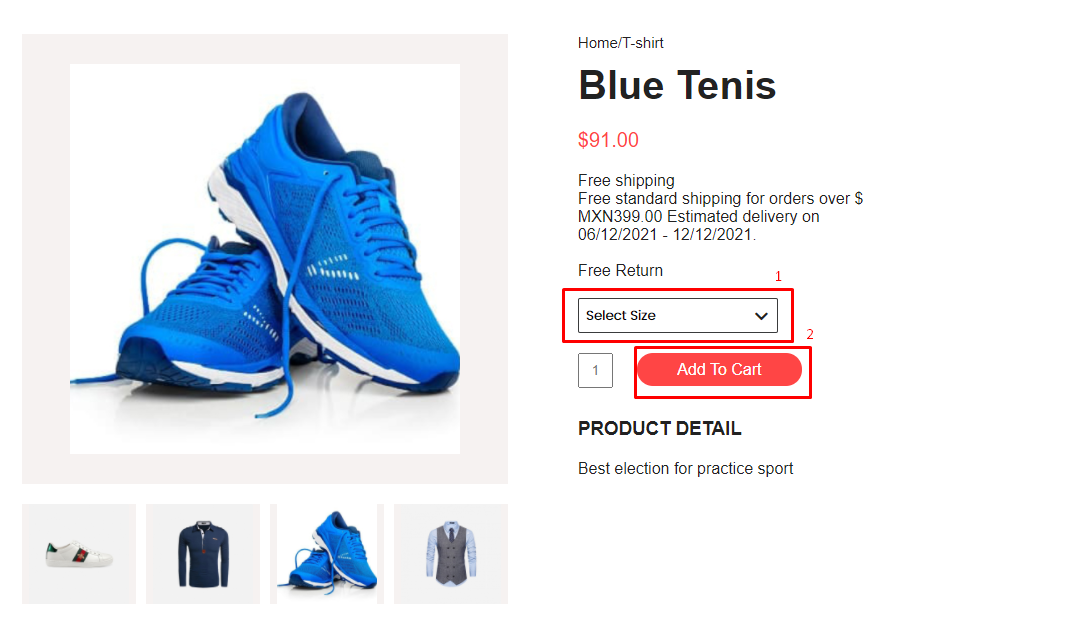 Home/T-shirt
Blue Tenis
$91.00
Free shipping
Free standard shipping for orders over $
MXN399.00 Estimated delivery on
06/12/2021 - 12/12/2021.
Free Return
1
Select Size
2
1
Add To Cart
PRODUCT DETAIL
Best election for practice sport